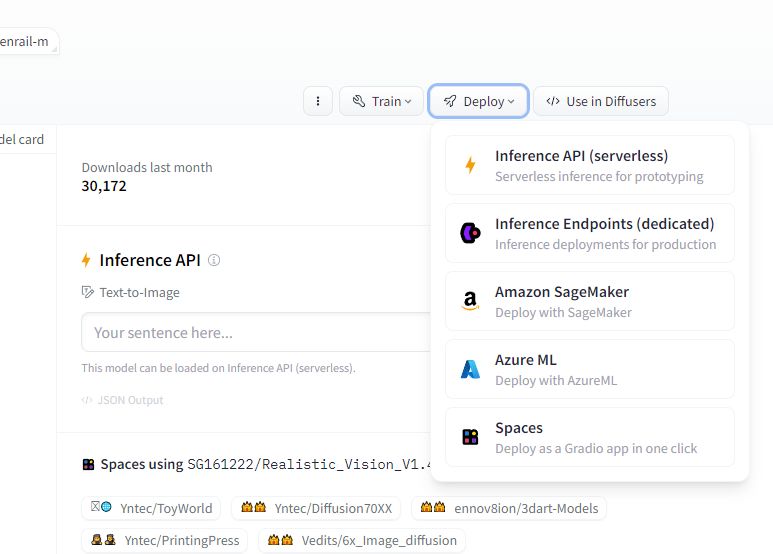 enrail-m
Train
Deploy
</> Use in Diffusers
del card
Downloads last month
30,172
Inference API (serverless)
Serverless inference for prototyping
Inference Endpoints (dedicated)
Inference deployments for production
Amazon SageMaker
Deploy with SageMaker
Azure ML
Deploy with AzureML
Spaces
Deploy as a Gradio app in one click
Inference API
Text-to-Image
Your sentence here...
This model can be loaded on Inference API (serverless).
</> JSON Output
Spaces using SG161222/Realistic_Vision_V1.4
Yntec/ToyWorld
Yntec/Diffusion70XX
ennov8ion/3dart-Models
Yntec/PrintingPress
Vedits/6x_Image_diffusion